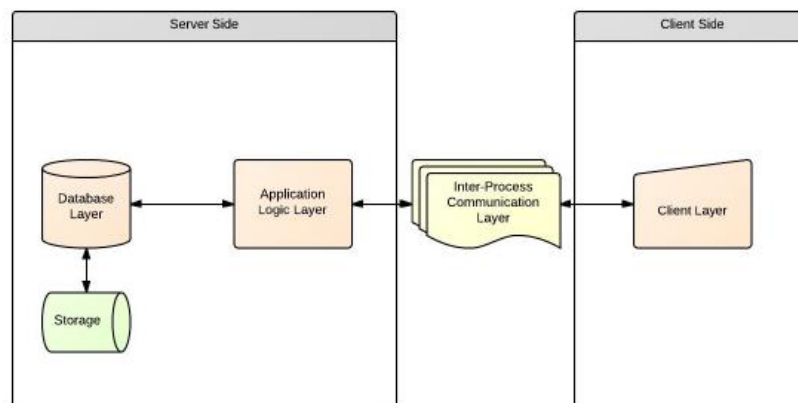 Server Side
Client Side
Database
Layer
Application
Logic Layer
Inter-Process
Communication
Layer
Client Layer
Storage